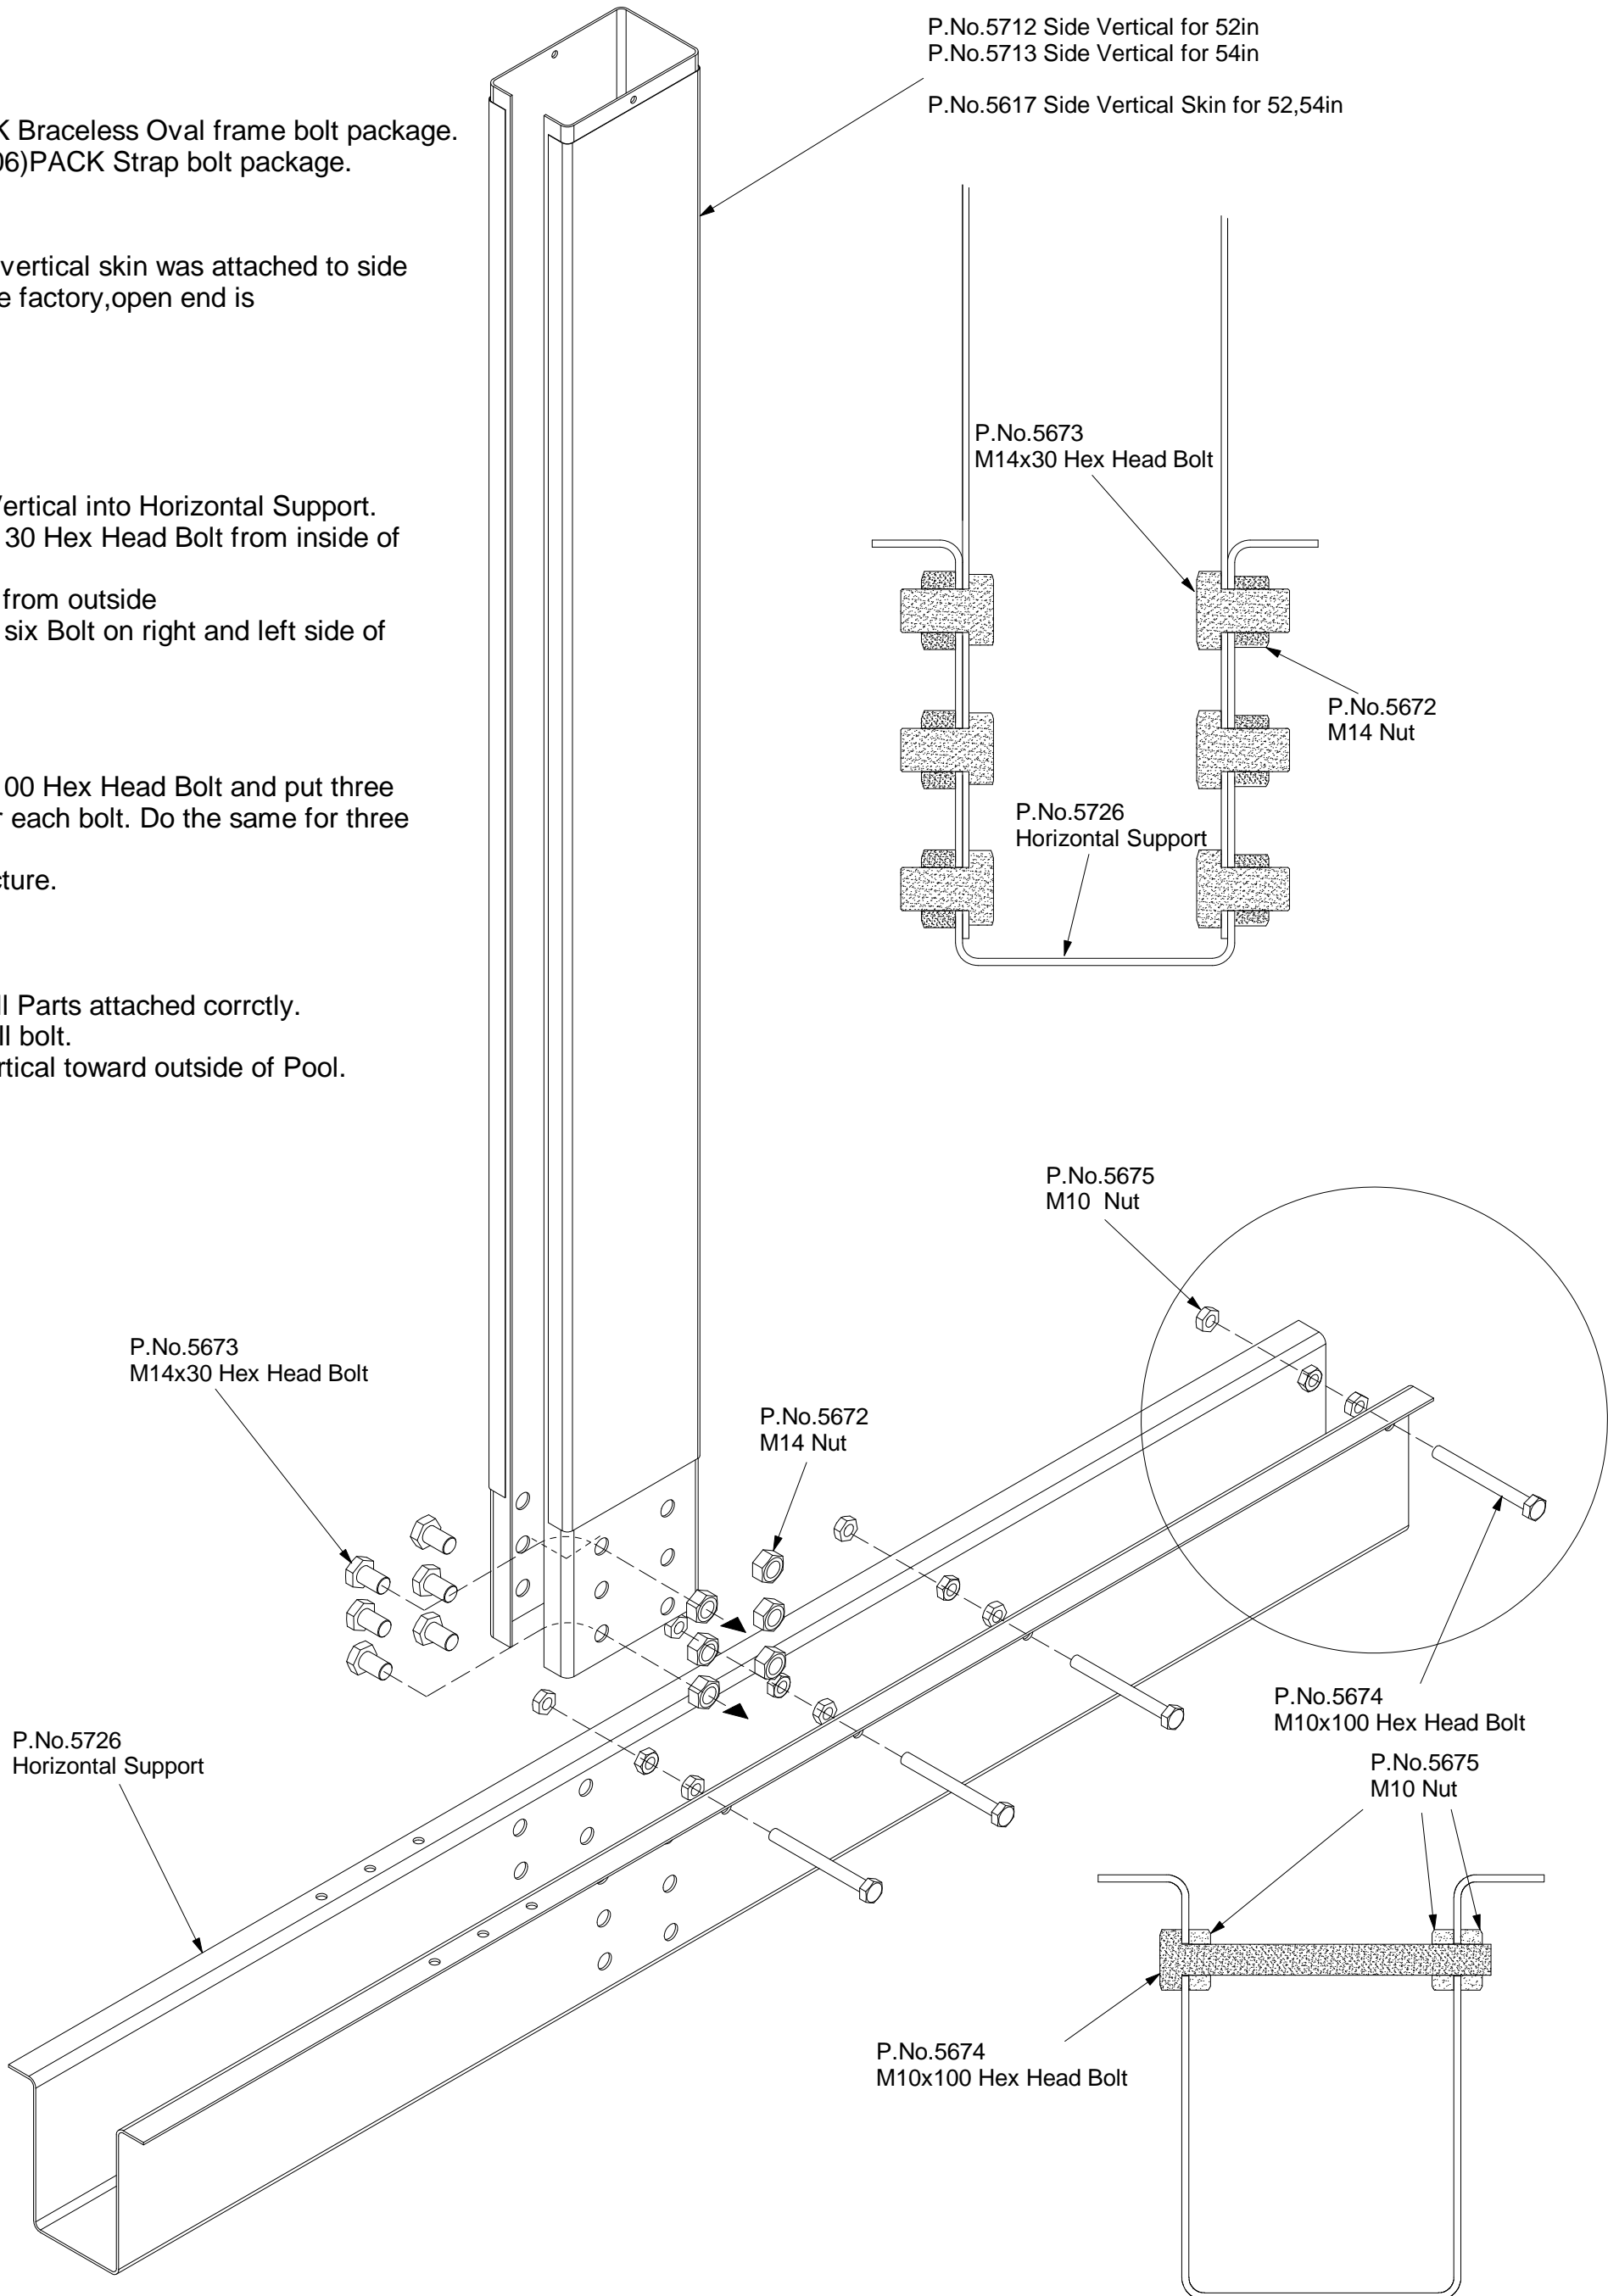 P.No.5712 Side Vertical for 52in
P.No.5713 Side Vertical for 54in
P.No.5617 Side Vertical Skin for 52,54in
K Braceless Oval frame bolt package.
06)PACK Strap bolt package.
vertical skin was attached to side
e factory,open end is
Vertical into Horizontal Support.
30 Hex Head Bolt from inside of
from outside
six Bolt on right and left side of
00 Hex Head Bolt and put three
r each bolt. Do the same for three
cture.
ll Parts attached corrctly.
ll bolt.
rtical toward outside of Pool.
P.No.5673
M14x30 Hex Head Bolt
P.No.5672
M14 Nut
P.No.5726
Horizontal Support
P.No.5675
M10 Nut
P.No.5673
M14x30 Hex Head Bolt
P.No.5672
M14 Nut
P.No.5674
M10x100 Hex Head Bolt
P.No.5726
Horizontal Support
P.No.5675
M10 Nut
P.No.5674
M10x100 Hex Head Bolt